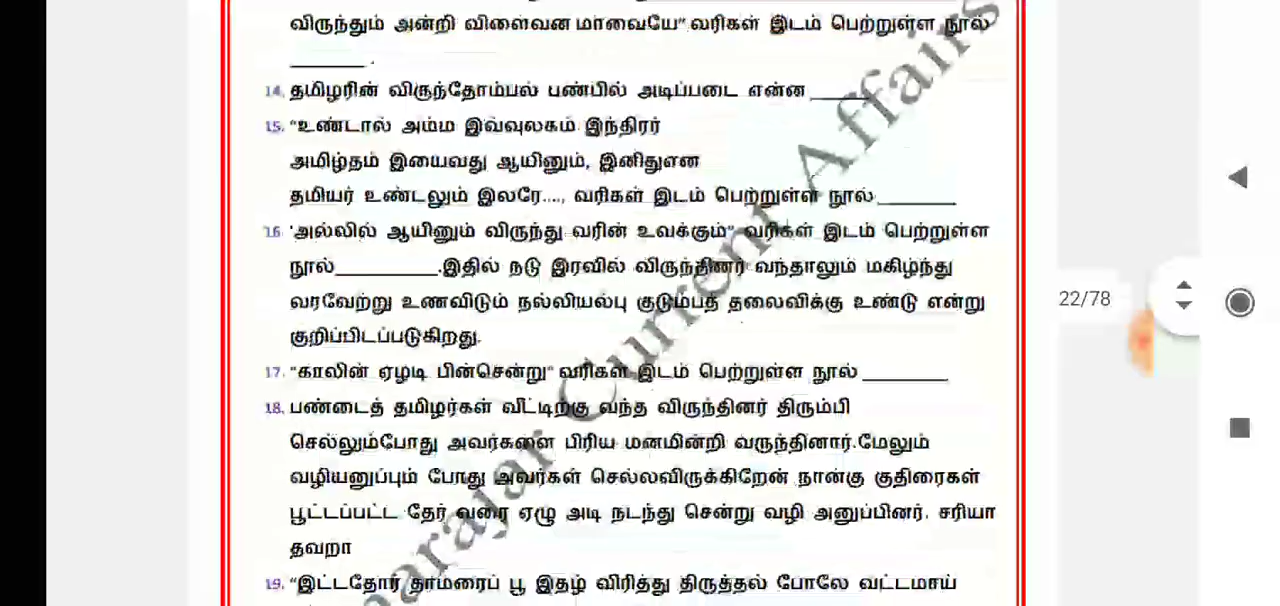 விருந்தும் அன்றி விளைவன மாவையே" வரிகள் இடம் பெற்றுள்ள நூல்
________ .
14. தமிழரின் விருந்தோம்பல் பண்பில் அடிப்படை என்ன ______
15. "உண்டால் அம்ம இவ்வுலகம் இந்திரர்
அமிழ்தம் இயைவது ஆயினும், இனிதுஎன
தமியர் உண்டலும் இலரே...., வரிகள் இடம் பெற்றுள்ள நூல் ________
16. 'அல்லில் ஆயினும் விருந்து வரின் உவக்கும்" வரிகள் இடம் பெற்றுள்ள
நூல்__________.இதில் நடு இரவில் விருந்தினர் வந்தாலும் மகிழ்ந்து
வரவேற்று உணவிடும் நல்லியல்பு குடும்பத் தலைவிக்கு உண்டு என்று
குறிப்பிடப்படுகிறது.
17. "காலின் ஏழடி பின்சென்று" வரிகள் இடம் பெற்றுள்ள நூல் ________
18. பண்டைத் தமிழர்கள் வீட்டிற்கு வந்த விருந்தினர் திரும்பி
செல்லும்போது அவர்களை பிரிய மனமின்றி வருந்தினார்.மேலும்
வழியனுப்பும் போது அவர்கள் செல்லவிருக்கிறேன் நான்கு குதிரைகள்
பூட்டப்பட்ட தேர் வரை ஏழு அடி நடந்து சென்று வழி அனுப்பினர். சரியா
தவறா
19. "இட்டதோர் தாமரைப் பூ இதழ் விரித்து திருத்தல் போலே வட்டமாய்
22/78
arajar Current Affairs